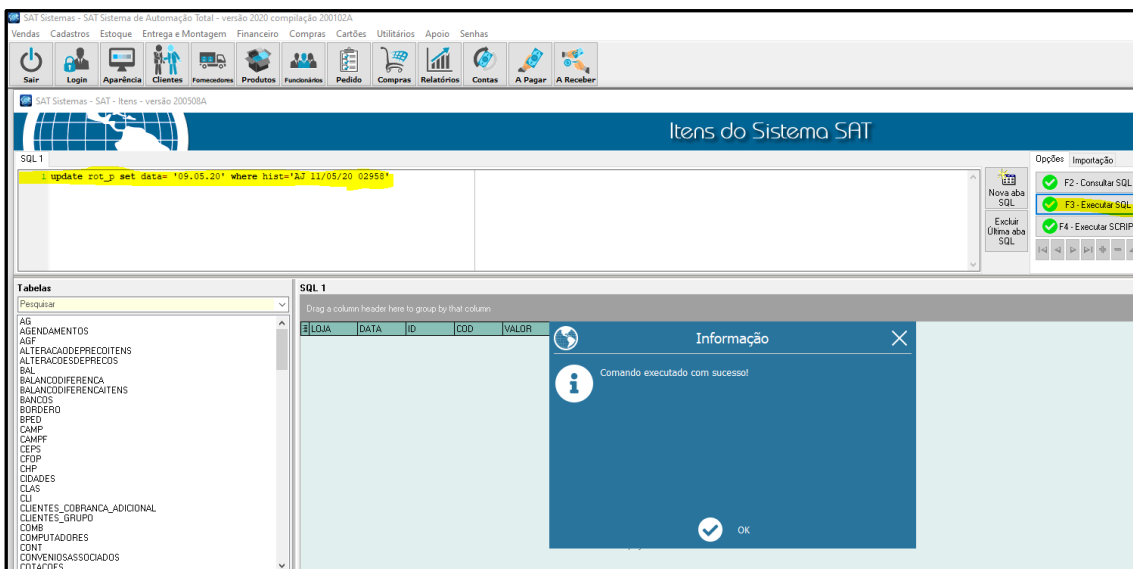 SAT Sistemas - SAT Sistema de Automação Total - versão 2020 compilação 200102A
Vendas Cadastros Estoque Entrega e Montagem Financeiro Compras Cartões Utilitários Apoio Senhas
Sair Login Aparência Clientes Fornecedores Produtos Funcionários Pedido Compras Relatórios Contas A Pagar A Receber
SAT Sistemas - SAT - Itens - versão 200508A
Itens do Sistema SAT
SQL 1
1 update rot_p set data= '09.05.20' where hist='AJ 11/05/20 02958'
Nova aba
SQL
Excluir
Última aba
SQL
Opções Importação
F2 - Consultar SQL
F3 - Executar SQL
F4 - Executar SCRIP
Tabelas
Pesquisar
AG
AGENDAMENTOS
AGF
ALTERACAODEPRECOITENS
ALTERACOESDEPRECOS
BAL
BALANCODIFERENCA
BALANCODIFERENCAITENS
BANCOS
BORDERO
BPED
CAMP
CAMPF
CEPS
CFOP
CHP
CIDADES
CLAS
CLI
CLIENTES_COBRANCA_ADICIONAL
CLIENTES_GRUPO
COMB
COMPUTADORES
CONT
CONVENIOSASSOCIADOS
COTACOES
SQL 1
Drag a column header here to group by that column
LOJA DATA ID COD VALOR
Informação
Comando executado com sucesso!
OK